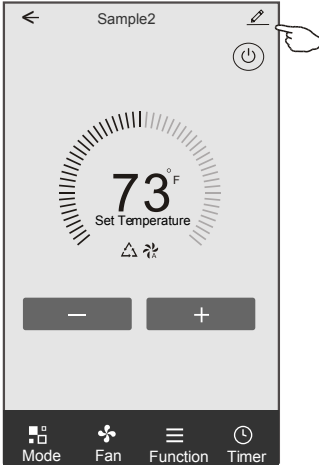 Sample2
73°F
Set Temperature
A
− +
Mode Fan Function Timer